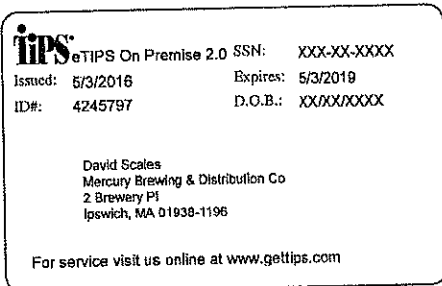 TiPS eTIPS On Premise 2.0 SSN: XXX-XX-XXXX
Issued: 5/3/2016 Expires: 5/3/2019
ID#: 4245797 D.O.B.: XX/XX/XXXX
David Scales
Mercury Brewing & Distribution Co
2 Brewery Pl
Ipswich, MA 01938-1196
For service visit us online at www.gettips.com